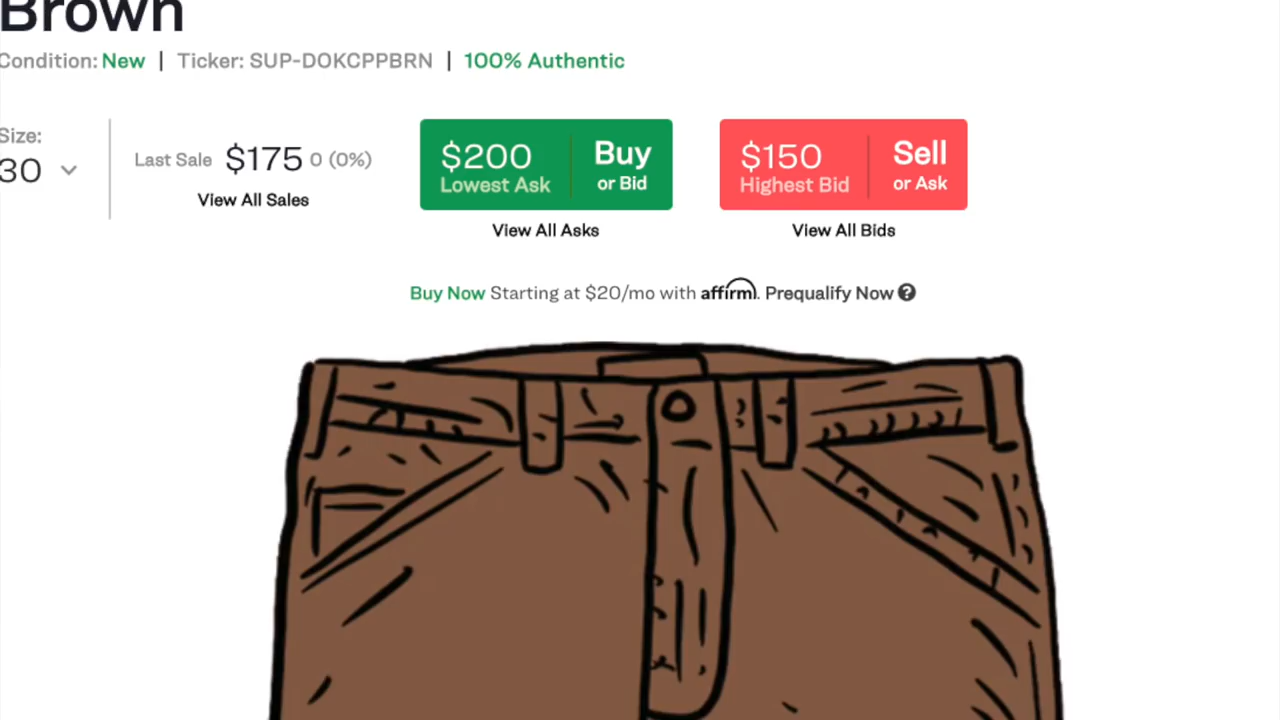 Brown
Condition: New | Ticker: SUP-DOKCPPBRN | 100% Authentic
Size:
30
Last Sale $175 0 (0%)
View All Sales
$200
Lowest Ask
Buy
or Bid
View All Asks
$150
Highest Bid
Sell
or Ask
View All Bids
Buy Now Starting at $20/mo with affirm. Prequalify Now ?